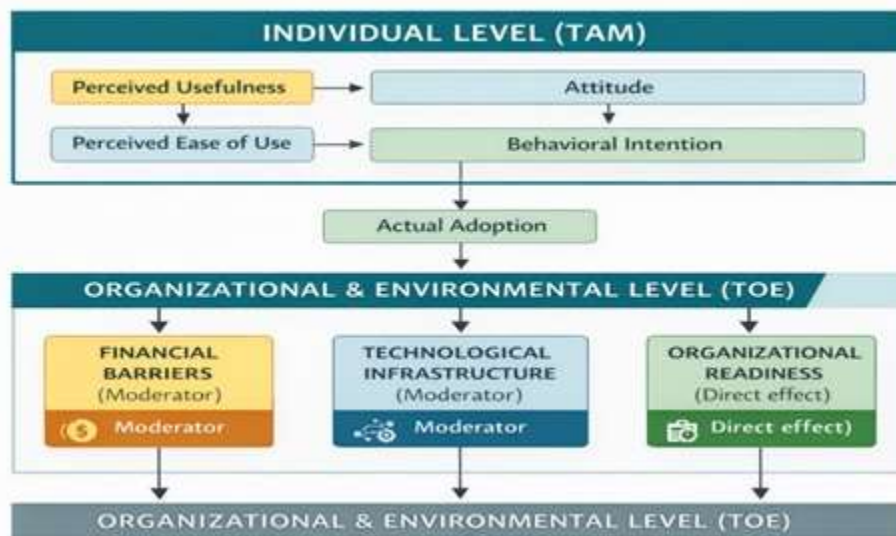 INDIVIDUAL LEVEL (TAM)
Perceived Usefulness
Attitude
Perceived Ease of Use
Behavioral Intention
Actual Adoption
ORGANIZATIONAL & ENVIRONMENTAL LEVEL (TOE)
FINANCIAL
BARRIERS
(Moderator)
Moderator
TECHNOLOGICAL
INFRASTRUCTURE
(Moderator)
Moderator
ORGANIZATIONAL
READINESS
(Direct effect)
Direct effect)
ORGANIZATIONAL & ENVIRONMENTAL LEVEL (TOE)